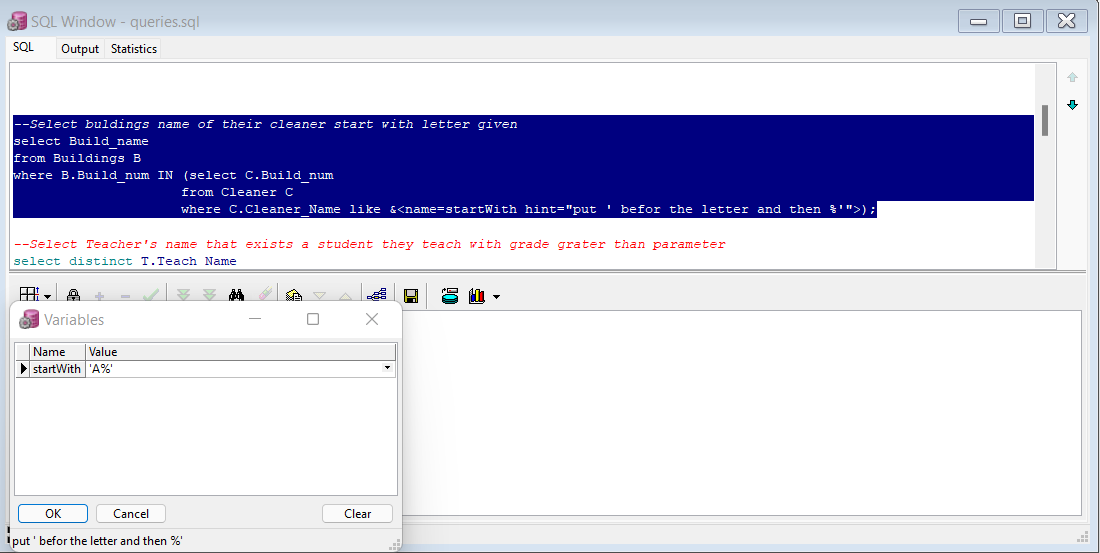 SQL Window - queries.sql
SQL Output Statistics
--Select buldings name of their cleaner start with letter given
select Build_name
from Buildings B
where B.Build_num IN (select C.Build_num
from Cleaner C
where C.Cleaner_Name like &<name=startWith hint="put ' befor the letter and then %'">);
--Select Teacher's name that exists a student they teach with grade grater than parameter
select distinct T.Teach_Name
Variables
Name Value
startWith 'A%'
OK Cancel Clear
put ' befor the letter and then %'